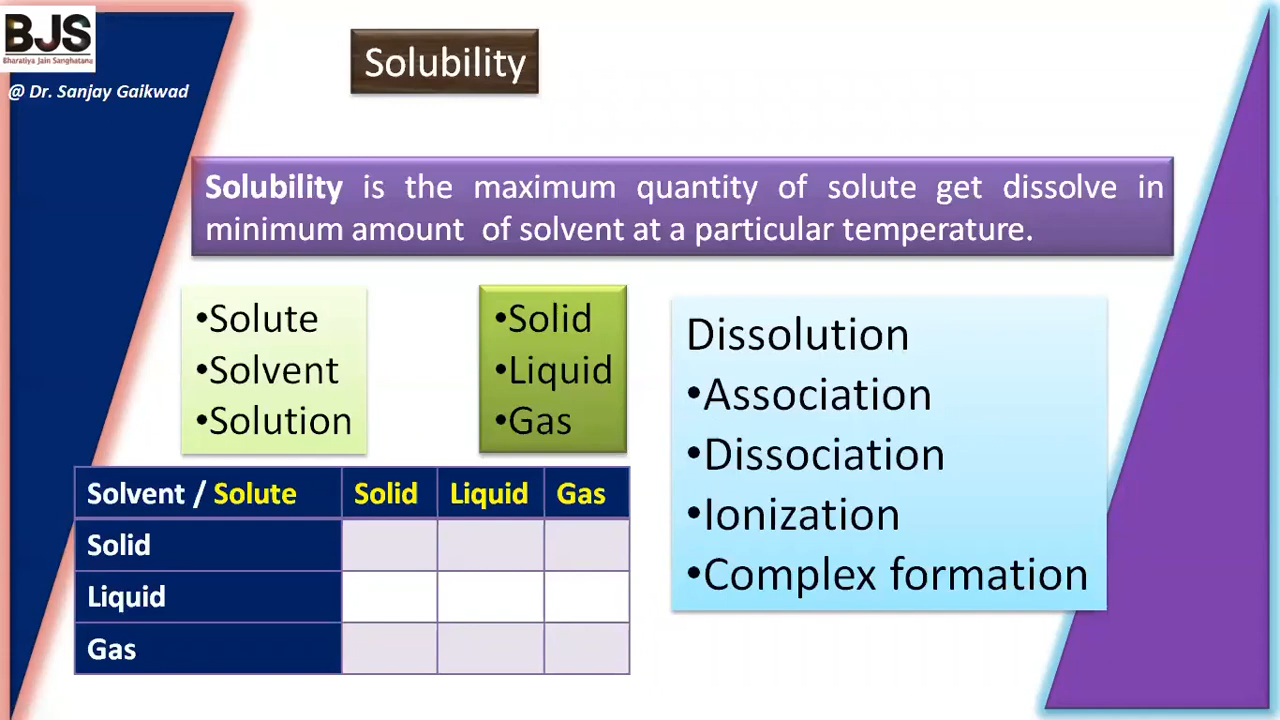 BJS
Bharatiya Jain Sanghatana
@ Dr. Sanjay Gaikwad
Solubility
Solubility is the maximum quantity of solute get dissolve in
minimum amount of solvent at a particular temperature.
•Solute
•Solvent
•Solution
•Solid
•Liquid
•Gas
Dissolution
•Association
•Dissociation
•Ionization
•Complex formation
Solvent / Solute Solid Liquid Gas
Solid
Liquid
Gas